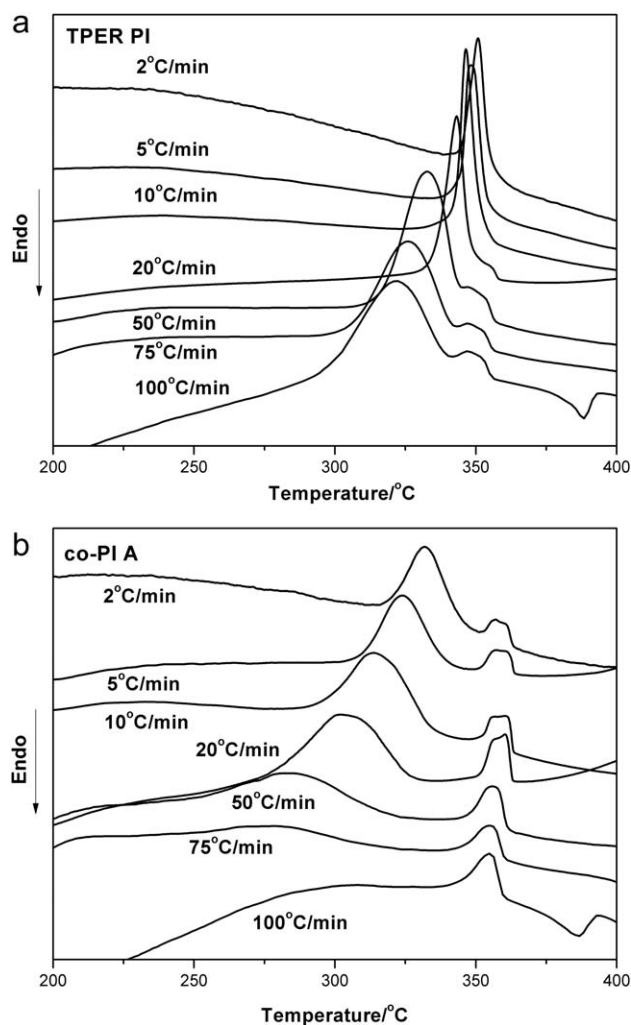 a
TPER PI
2°C/min
5°C/min
10°C/min
20°C/min
50°C/min
75°C/min
100°C/min
Endo
200 250 300 350 400
Temperature/°C
b
co-PI A
2°C/min
5°C/min
10°C/min
20°C/min
50°C/min
75°C/min
100°C/min
Endo
200 250 300 350 400
Temperature/°C